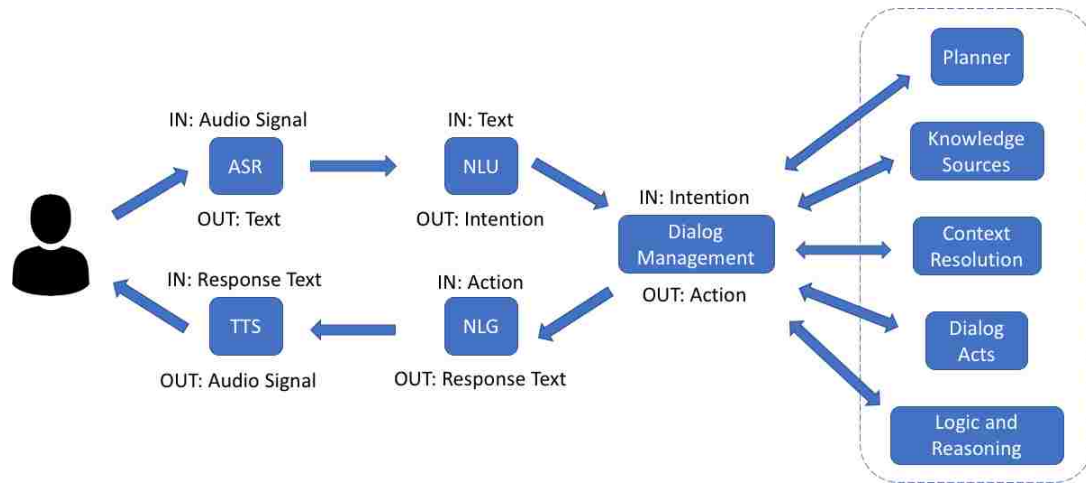 IN: Audio Signal
ASR
OUT: Text
IN: Text
NLU
OUT: Intention
IN: Intention
Dialog
Management
OUT: Action
IN: Action
NLG
OUT: Response Text
IN: Response Text
TTS
OUT: Audio Signal
Planner
Knowledge
Sources
Context
Resolution
Dialog
Acts
Logic and
Reasoning